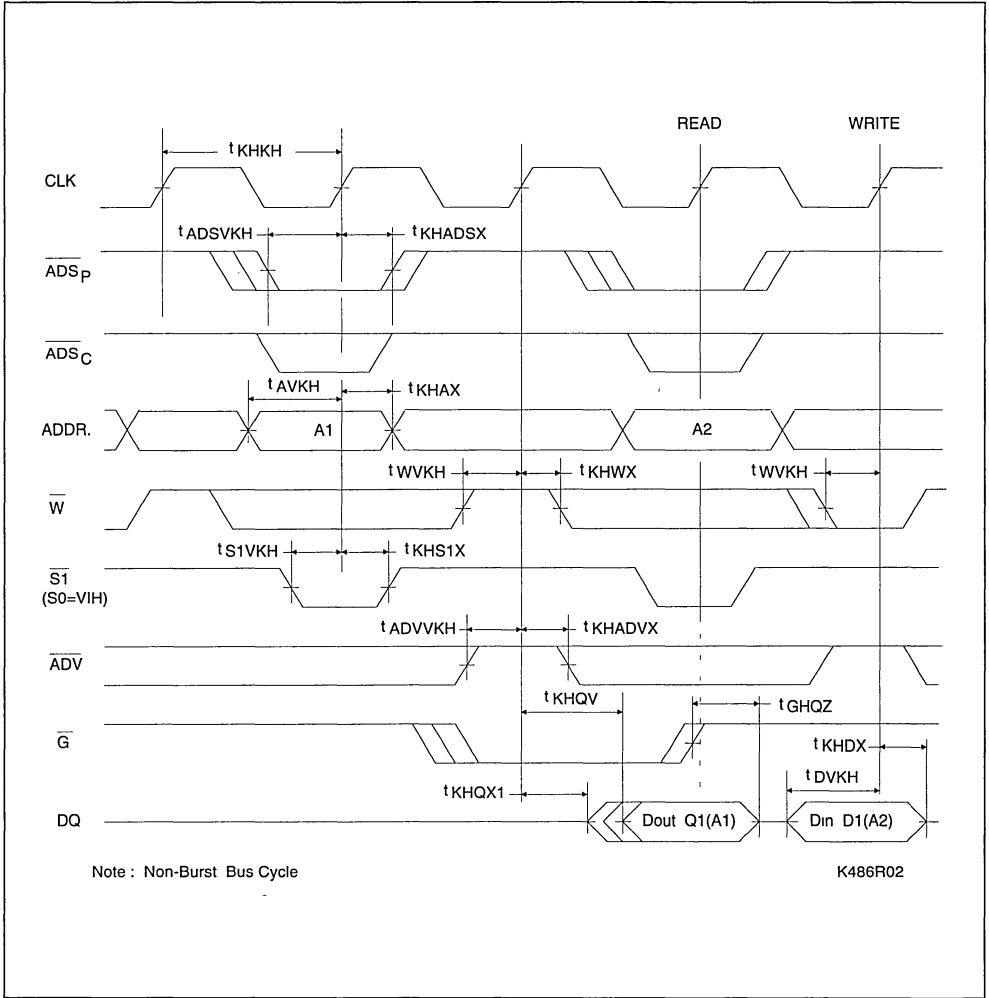 READ WRITE
t KHKH
CLK
t ADSVKH t KHADSX
ADS P
ADS C
t AVKH t KHAX
ADDR. A1 A2
t WVKH t KHWX t WVKH
W
t S1VKH t KHS1X
S1
(S0=VIH)
t ADVVKH t KHADVX
ADV
t KHQV t GHQZ
G
t KHDX
t DVKH
t KHQX1
DQ Dout Q1(A1) Din D1(A2)
Note : Non-Burst Bus Cycle K486R02